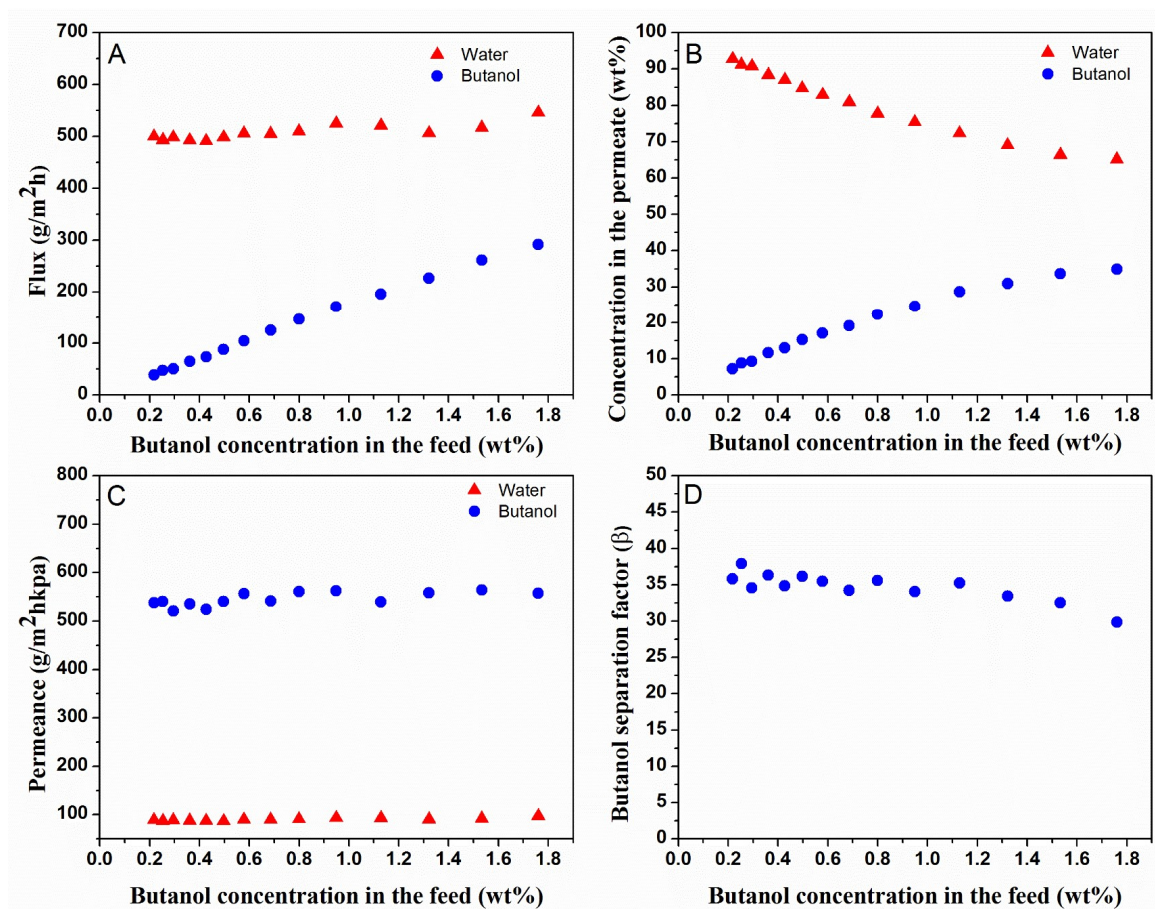 A
Water
Butanol
Flux (g/m²h)
700
600
500
400
300
200
100
0
0.0 0.2 0.4 0.6 0.8 1.0 1.2 1.4 1.6 1.8
Butanol concentration in the feed (wt%)
B
Water
Butanol
Concentration in the permeate (wt%)
100
90
80
70
60
50
40
30
20
10
0
0.0 0.2 0.4 0.6 0.8 1.0 1.2 1.4 1.6 1.8
Butanol concentration in the feed (wt%)
C
Water
Butanol
Permeance (g/m²hkpa)
800
700
600
500
400
300
200
100
0.0 0.2 0.4 0.6 0.8 1.0 1.2 1.4 1.6 1.8
Butanol concentration in the feed (wt%)
D
Butanol separation factor (β)
50
45
40
35
30
25
20
15
10
5
0
0.0 0.2 0.4 0.6 0.8 1.0 1.2 1.4 1.6 1.8
Butanol concentration in the feed (wt%)